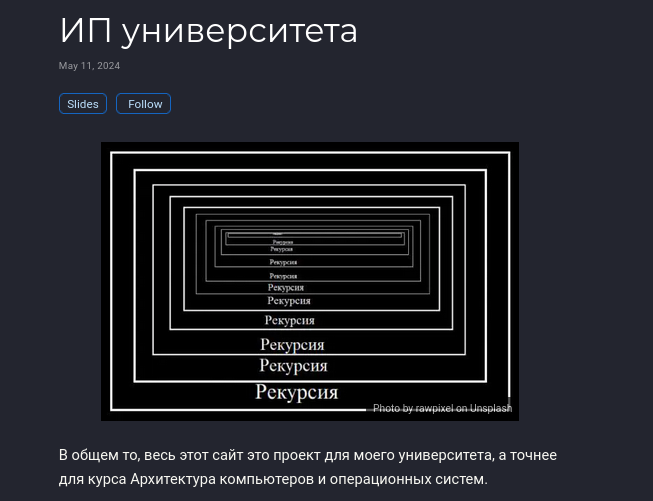 ИП университета
May 11, 2024
Slides Follow
Рекурсия
Рекурсия
Рекурсия
Рекурсия
Рекурсия
Рекурсия
Рекурсия
Рекурсия
Рекурсия
Рекурсия
Photo by rawpixel on Unsplash
В общем то, весь этот сайт это проект для моего университета, а точнее
для курса Архитектура компьютеров и операционных систем.